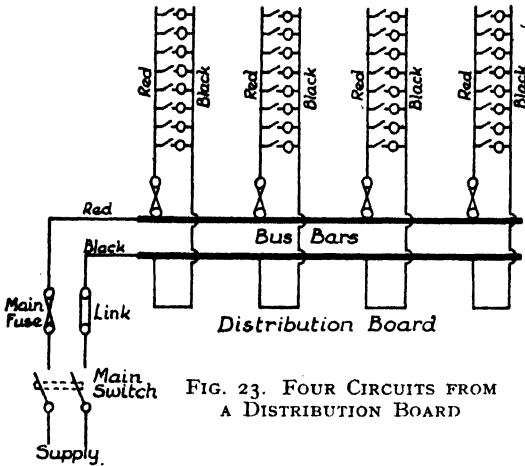 Red Black Red Black Red Black Red Black
Red
Bus Bars
Black
Main Fuse
Link
Distribution Board
Main Switch
Supply
FIG. 23. FOUR CIRCUITS FROM
A DISTRIBUTION BOARD